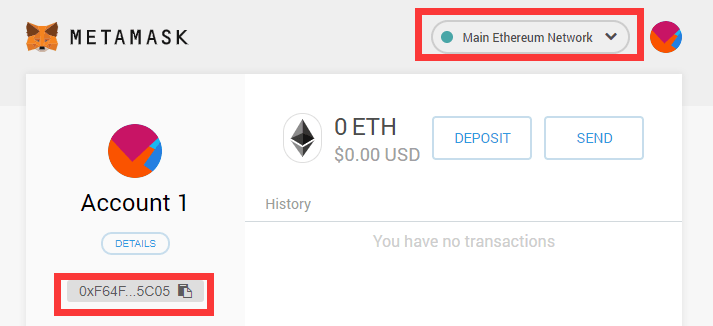 METAMASK
Main Ethereum Network
Account 1
DETAILS
0xF64F...5C05
0 ETH
$0.00 USD
DEPOSIT
SEND
History
You have no transactions